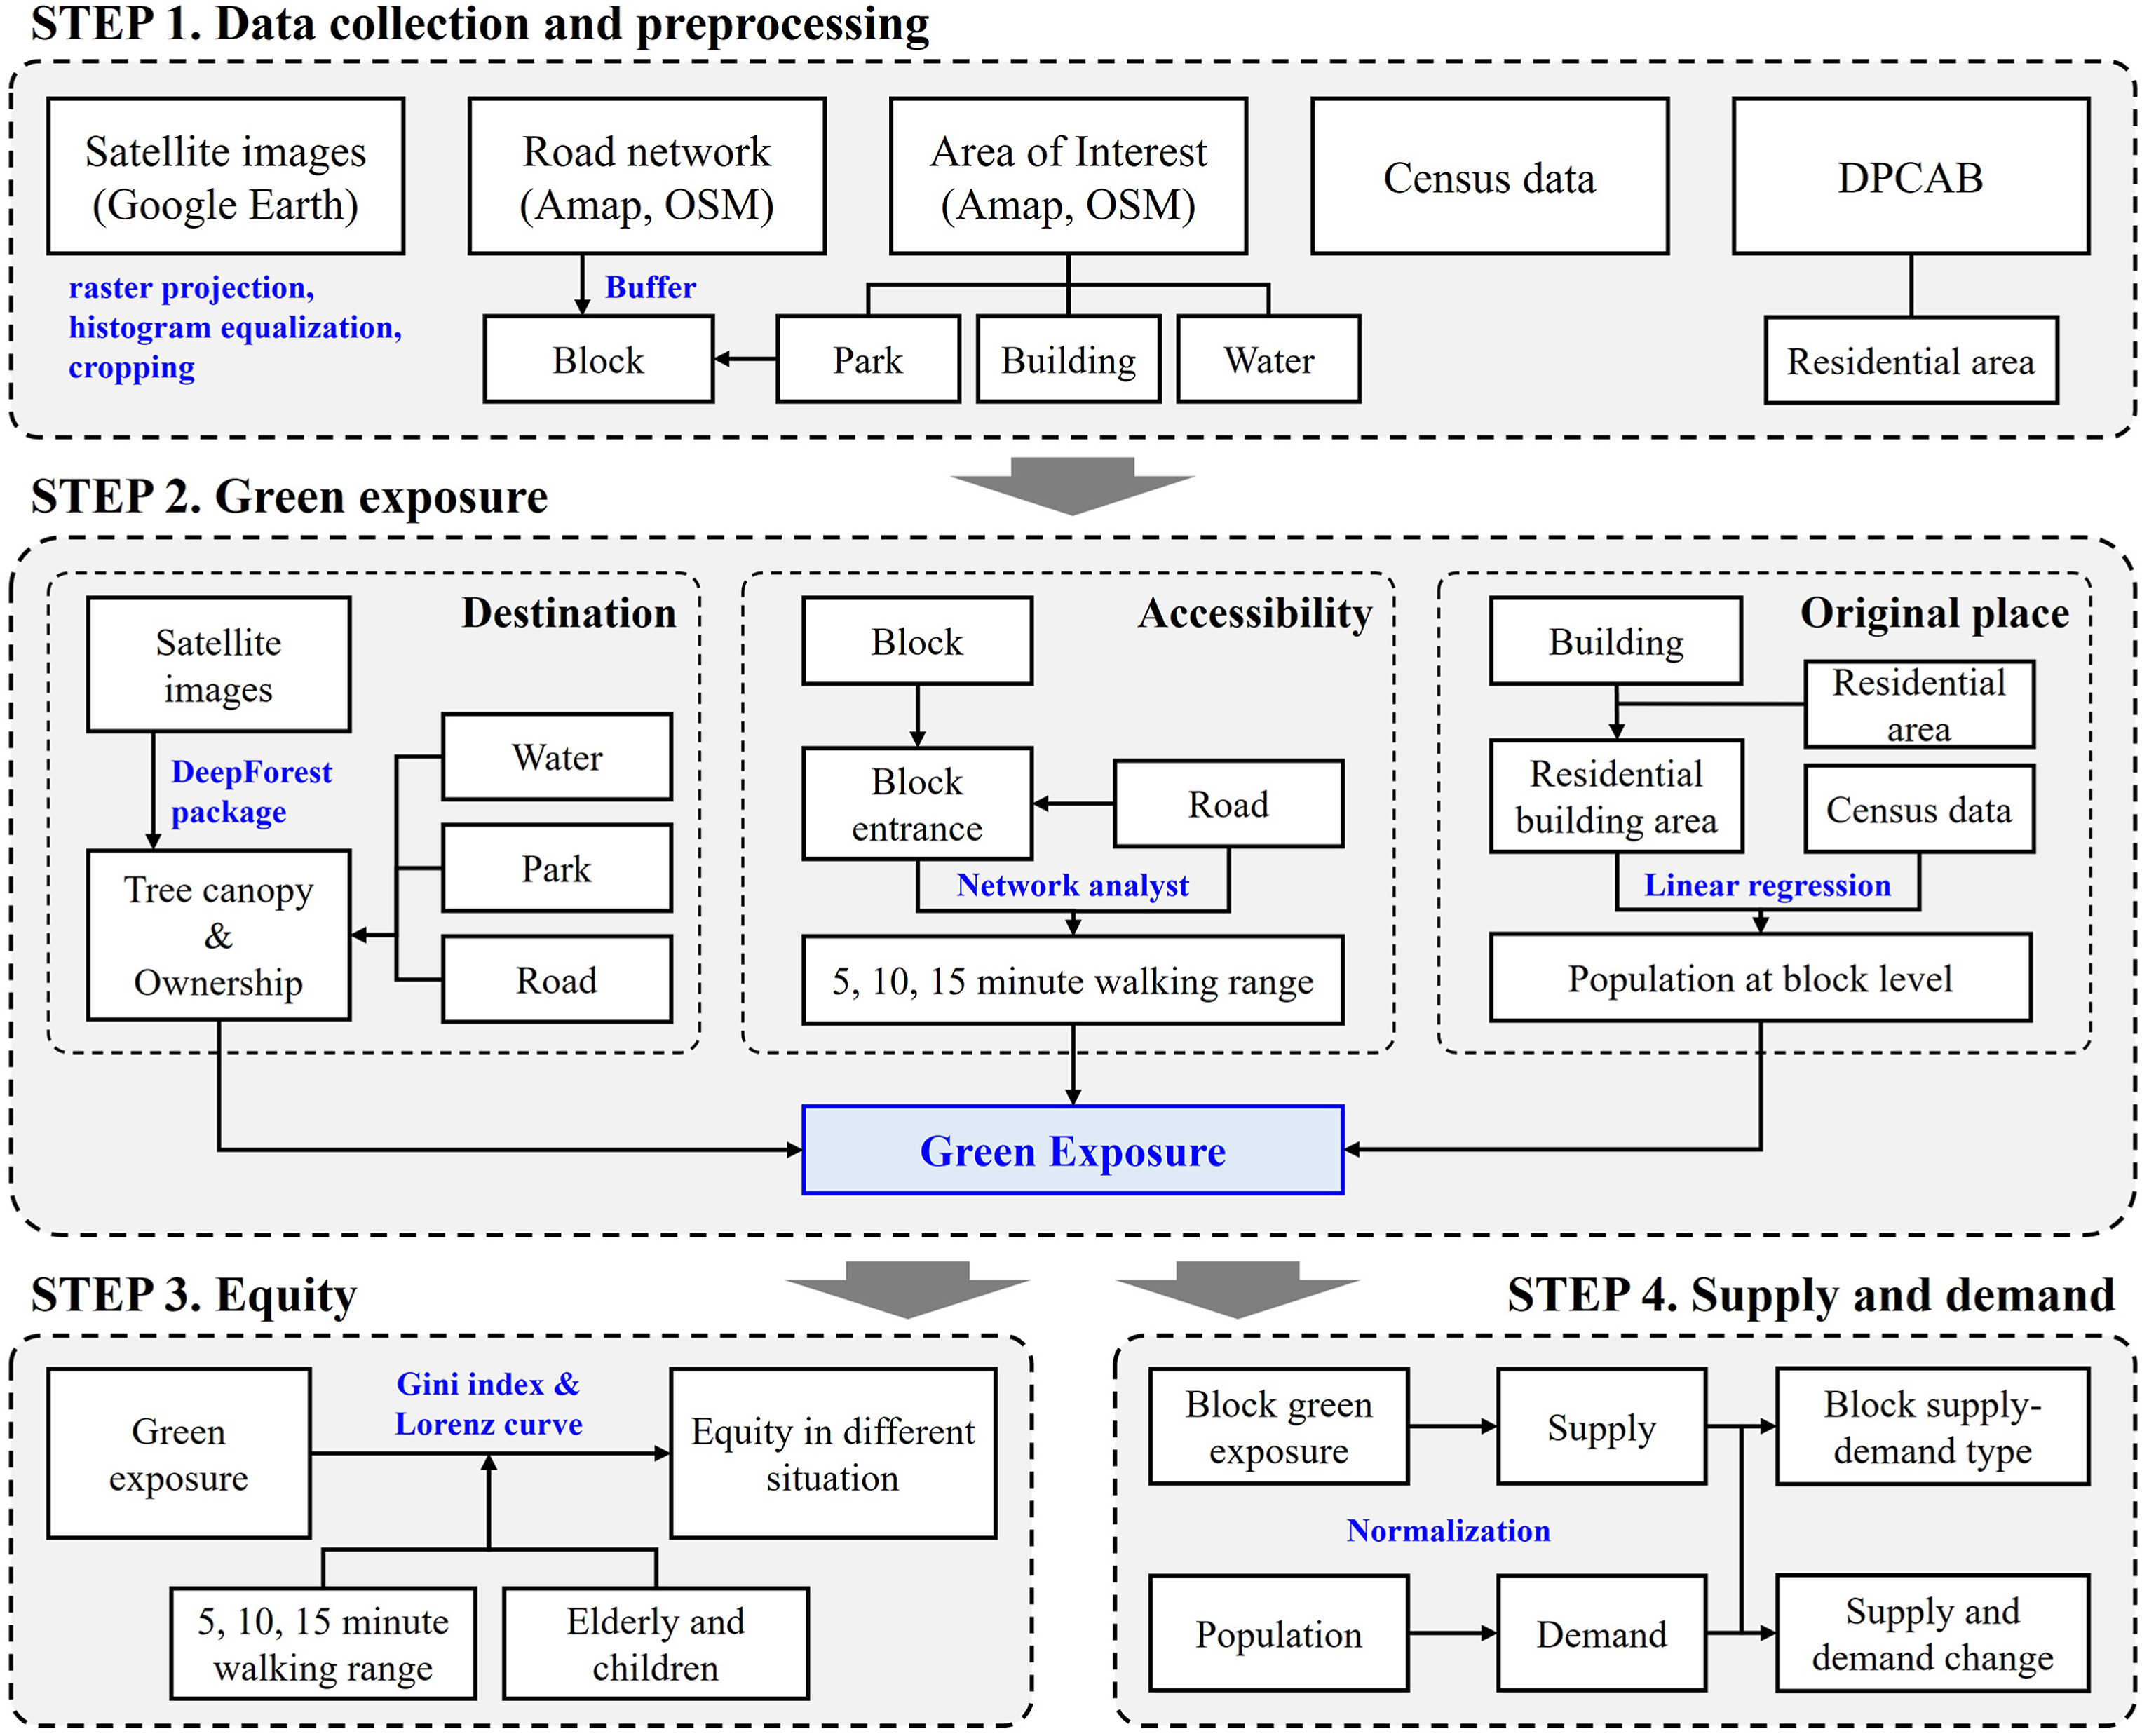 STEP 1. Data collection and preprocessing
Satellite images
(Google Earth)
Road network
(Amap, OSM)
Area of Interest
(Amap, OSM)
Census data
DPCAB
raster projection,
histogram equalization,
cropping
Buffer
Block
Park
Building
Water
Residential area
STEP 2. Green exposure
Destination
Satellite
images
DeepForest
package
Water
Park
Road
Tree canopy
&
Ownership
Accessibility
Block
Block
entrance
Road
Network analyst
5, 10, 15 minute walking range
Original place
Building
Residential
area
Residential
building area
Census data
Linear regression
Population at block level
Green Exposure
STEP 3. Equity
Green
exposure
Gini index &
Lorenz curve
Equity in different
situation
5, 10, 15 minute
walking range
Elderly and
children
STEP 4. Supply and demand
Block green
exposure
Supply
Block supply-
demand type
Normalization
Population
Demand
Supply and
demand change